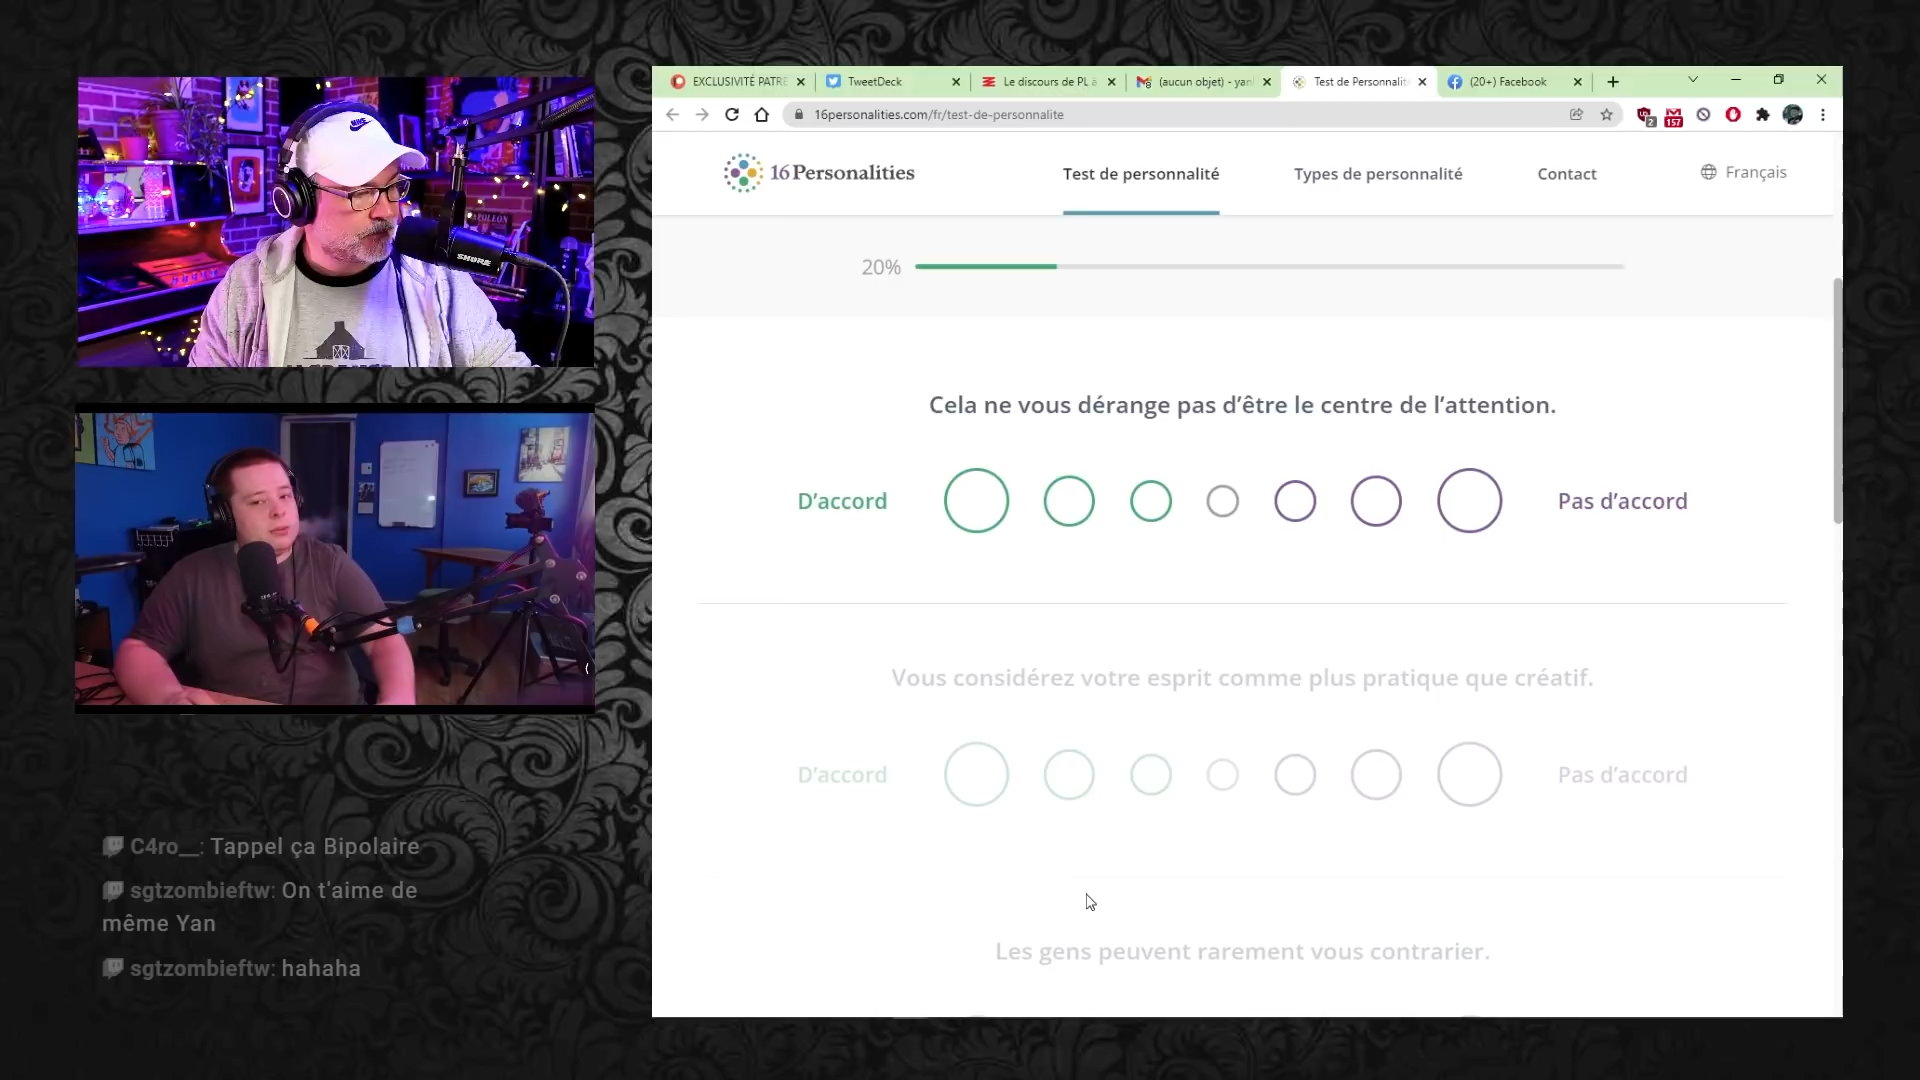 EXCLUSIVITÉ PATRE
TweetDeck
Le discours de PL à
(aucun objet) - yan
Test de Personnalit
(20+) Facebook
16personalities.com/fr/test-de-personnalite
2
157
16Personalities
Test de personnalité
Types de personnalité
Contact
Français
20%
Cela ne vous dérange pas d’être le centre de l’attention.
D’accord
Pas d’accord
Vous considérez votre esprit comme plus pratique que créatif.
D’accord
Pas d’accord
Les gens peuvent rarement vous contrarier.
SHURE
C4ro__: Tappel ça Bipolaire
sgtzombieftw: On t'aime de
même Yan
sgtzombieftw: hahaha